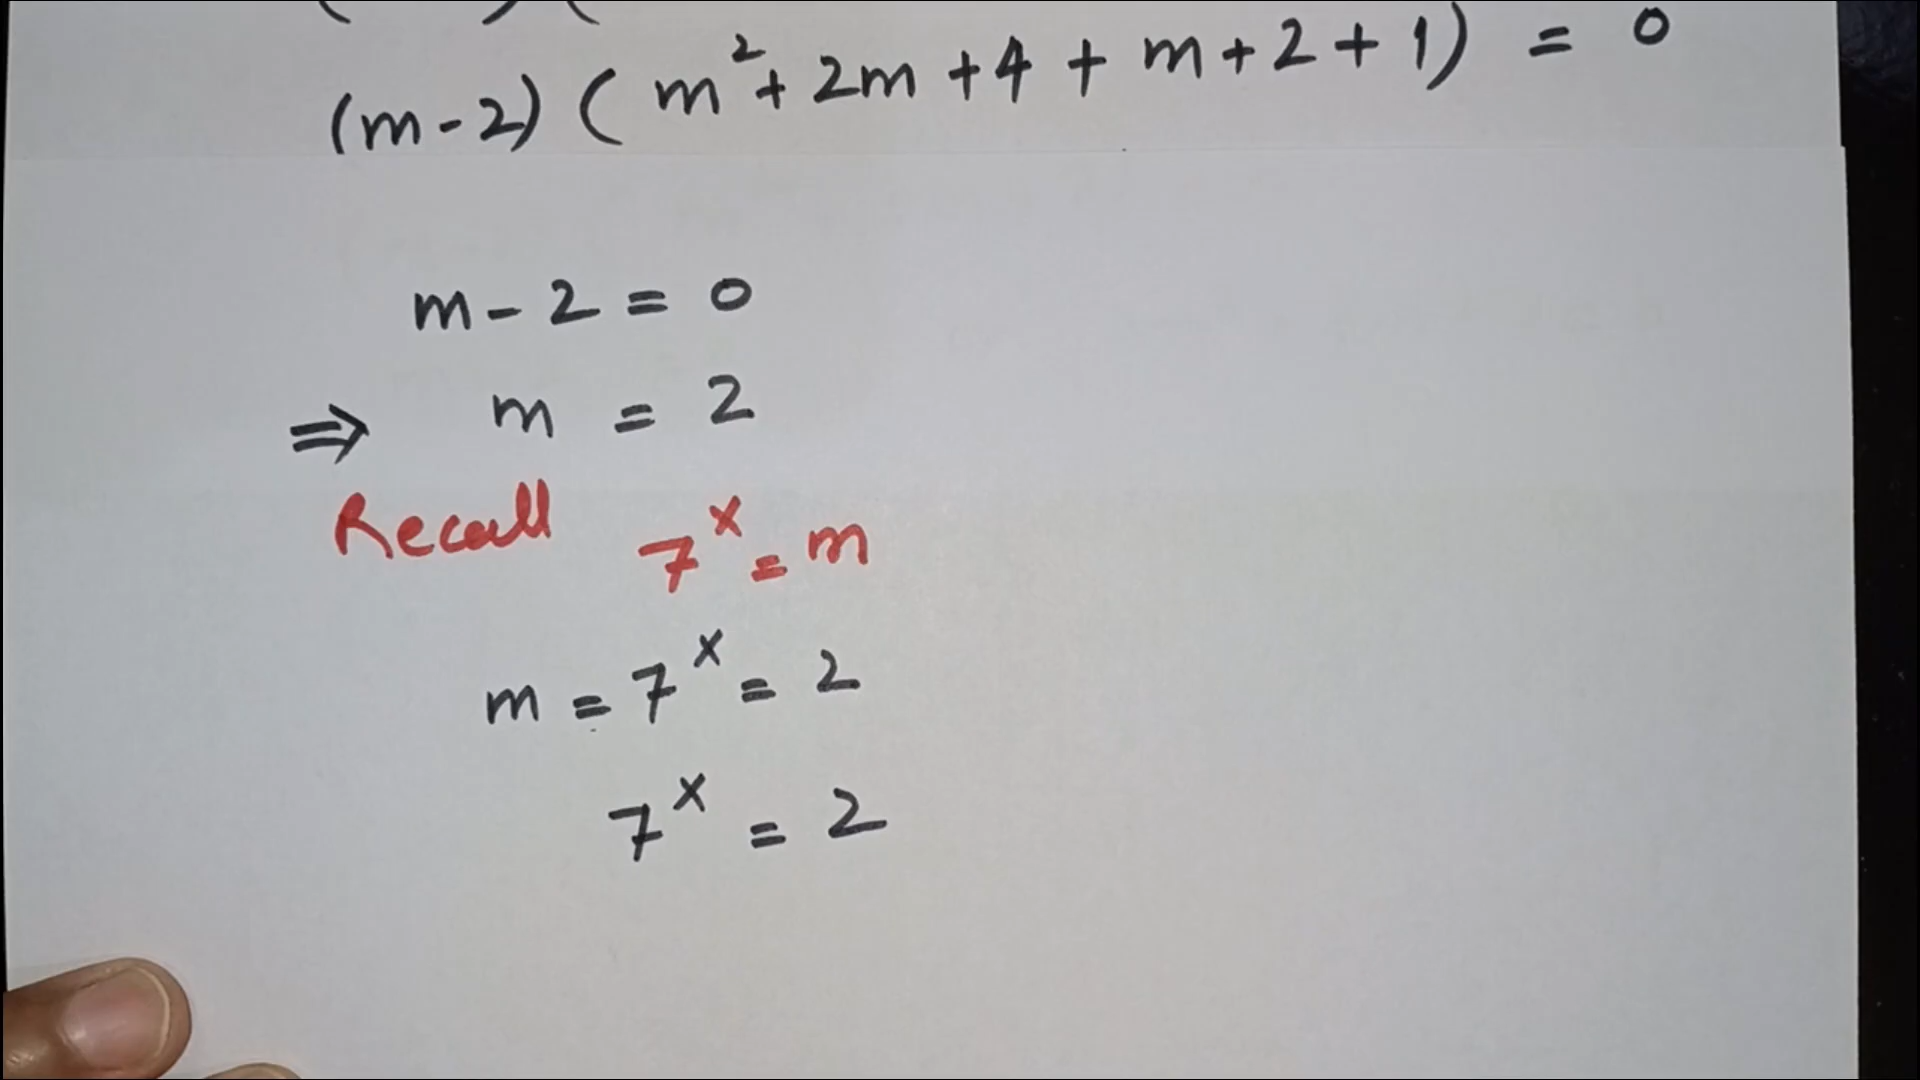 (m-2) (m²+2m+4+m+2+1) = 0
m-2 = 0
⇒ m = 2
Recall 7ˣ = m
m = 7ˣ = 2
7ˣ = 2